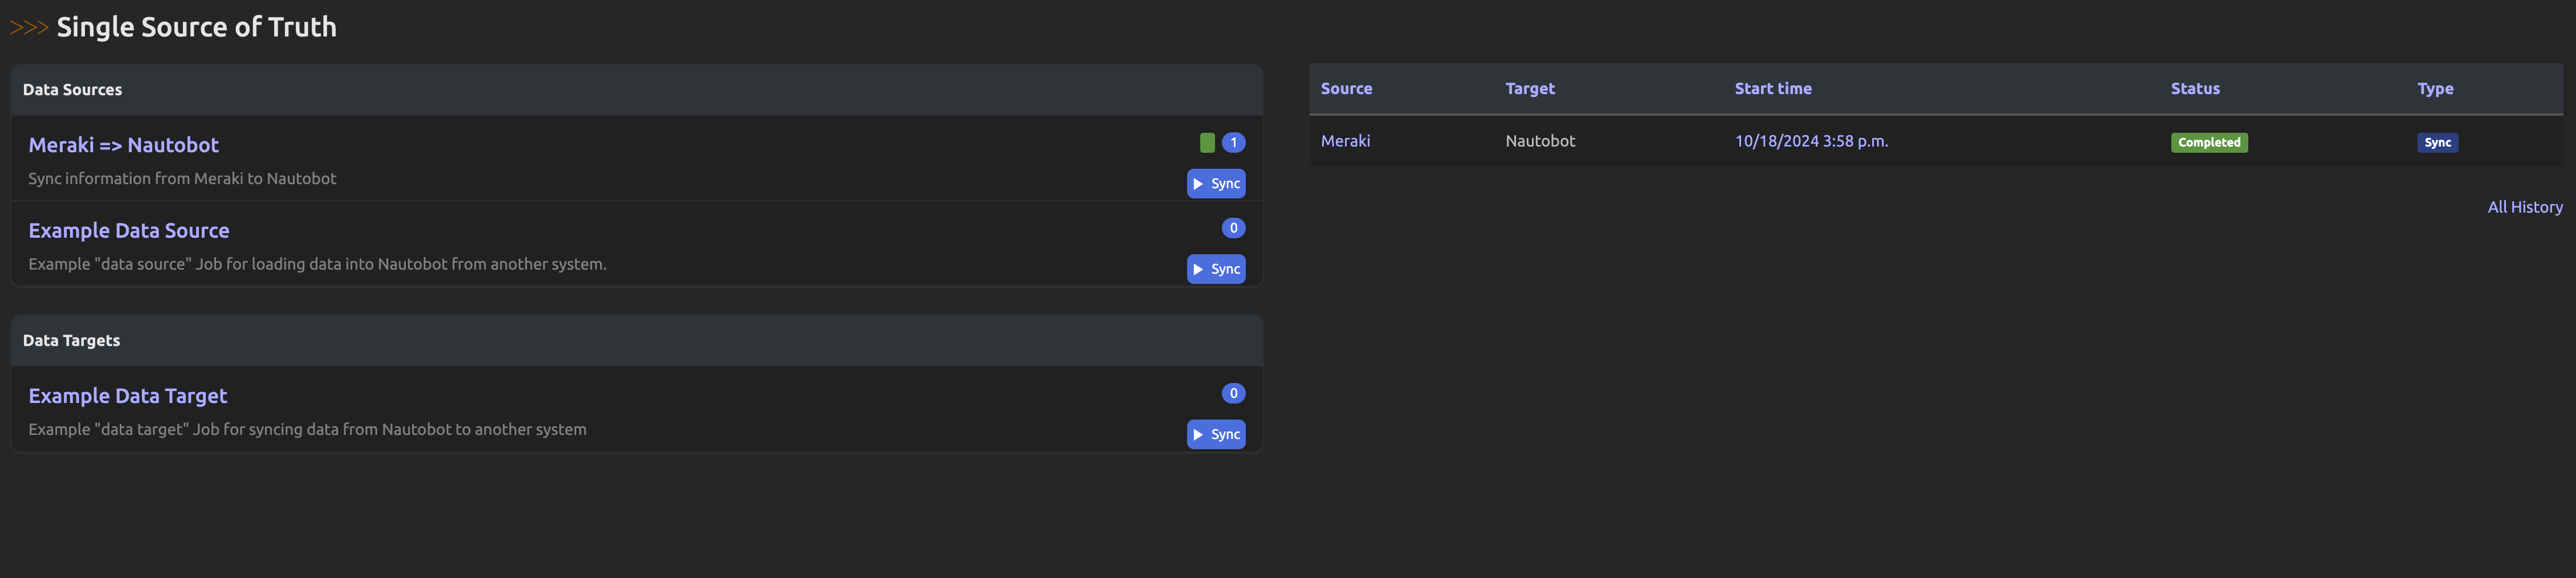 >>> Single Source of Truth
Data Sources
Meraki => Nautobot
1
Sync information from Meraki to Nautobot
Sync
Example Data Source
0
Example "data source" Job for loading data into Nautobot from another system.
Sync
Data Targets
Example Data Target
0
Example "data target" Job for syncing data from Nautobot to another system
Sync
Source Target Start time Status Type
Meraki Nautobot 10/18/2024 3:58 p.m. Completed Sync
All History